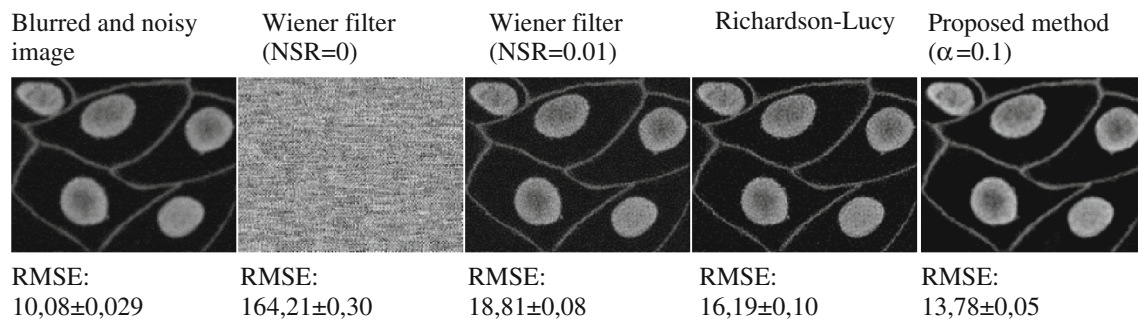 Blurred and noisy
image
Wiener filter
(NSR=0)
Wiener filter
(NSR=0.01)
Richardson-Lucy
Proposed method
(α=0.1)
RMSE:
10,08±0,029
RMSE:
164,21±0,30
RMSE:
18,81±0,08
RMSE:
16,19±0,10
RMSE:
13,78±0,05